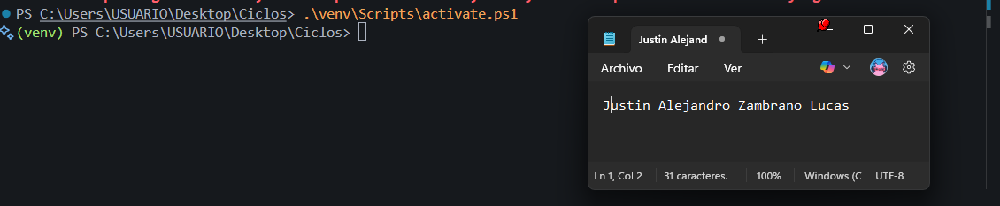 PS C:\Users\USUARIO\Desktop\Ciclos> .\venv\Scripts\activate.ps1
(venv) PS C:\Users\USUARIO\Desktop\Ciclos>
Justin Alejand
Archivo Editar Ver
Justin Alejandro Zambrano Lucas
Ln 1, Col 2 31 caracteres. 100% Windows (C UTF-8